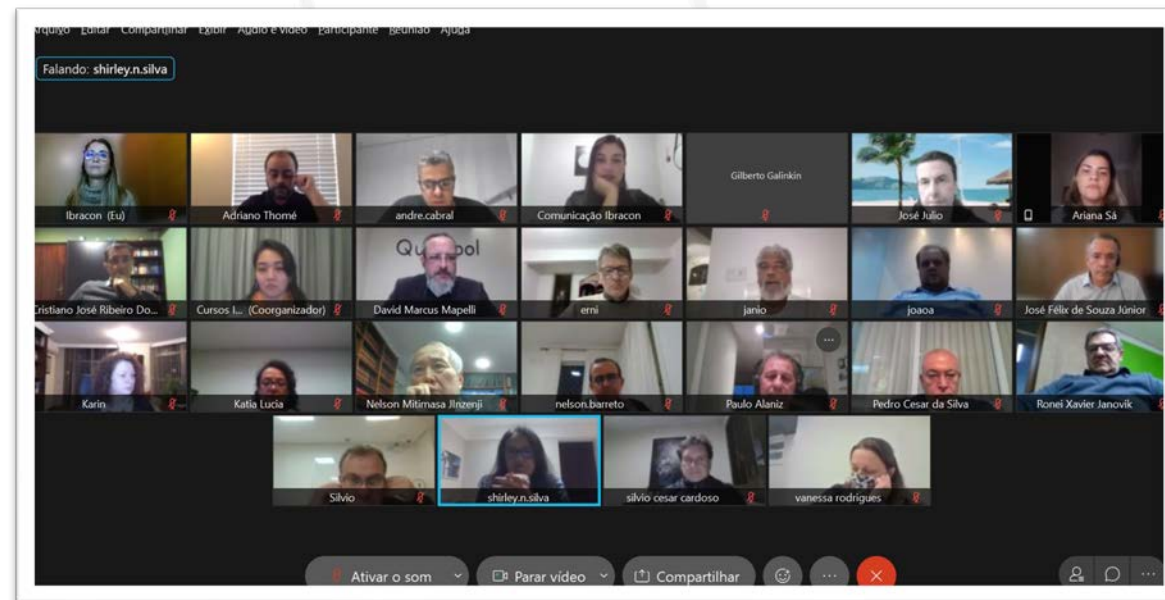 Arquivo Editar Compartilhar Exibir Áudio e vídeo Participante Reunião Ajuda
Falando: shirley.n.silva
Ibracon (Eu)
Adriano Thomé
andre.cabral
Comunicação Ibracon
Gilberto Galinkin
José Julio
Ariana Sá
Qu pol
Cristiano José Ribeiro Do...
Cursos I... (Coorganizador)
David Marcus Mapelli
erni
janio
joaoa
José Félix de Souza Júnior
Karin
Katia Lucia
Nelson Mitimasa JInzenji
nelson.barreto
Paulo Alaniz
Pedro Cesar da Silva
Ronei Xavier Janovik
Silvio
shirley.n.silva
silvio cesar cardoso
vanessa rodrigues
Ativar o som
Parar vídeo
Compartilhar